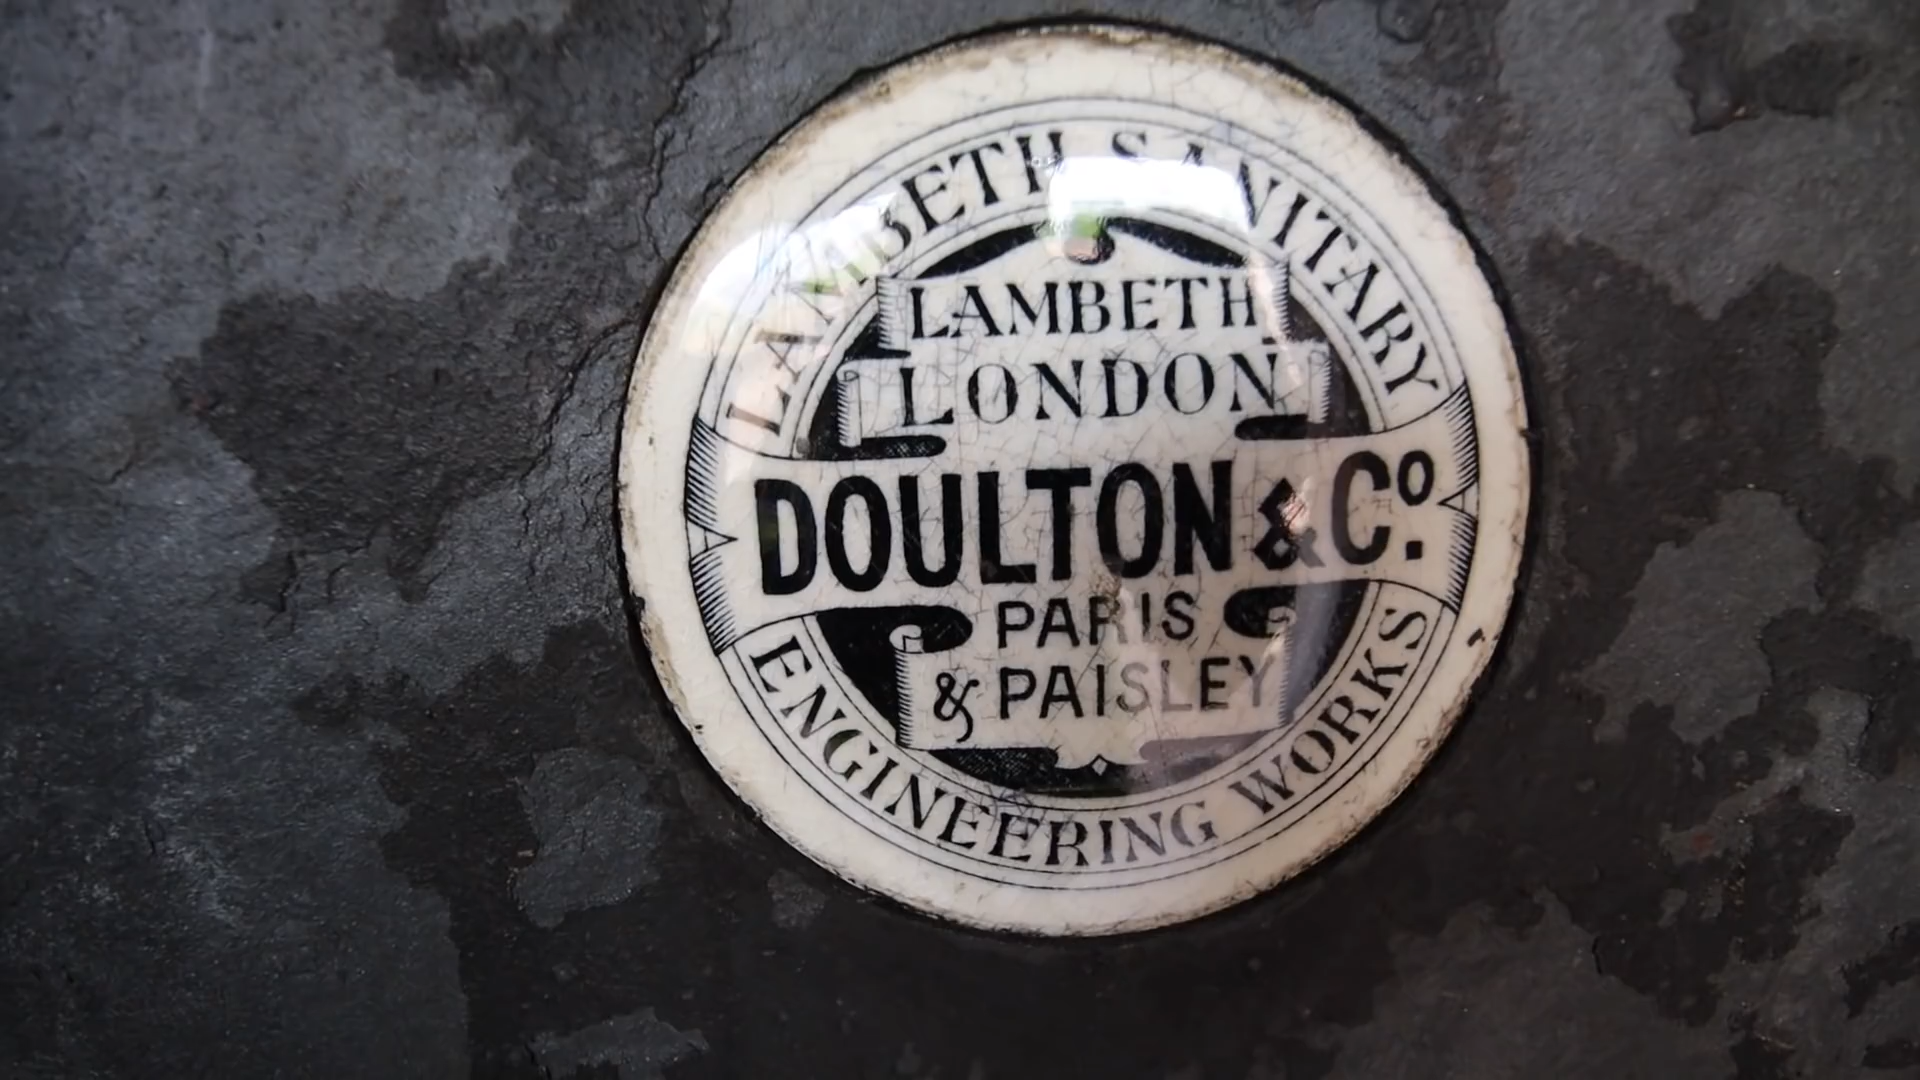 LAMBETH SANITARY
LAMBETH
LONDON
DOULTON & Cº.
PARIS
& PAISLEY
ENGINEERING WORKS